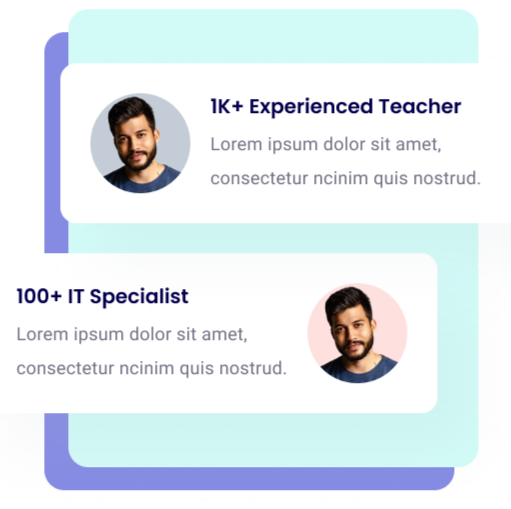 1K+ Experienced Teacher
Lorem ipsum dolor sit amet,
consectetur ncinim quis nostrud.
100+ IT Specialist
Lorem ipsum dolor sit amet,
consectetur ncinim quis nostrud.